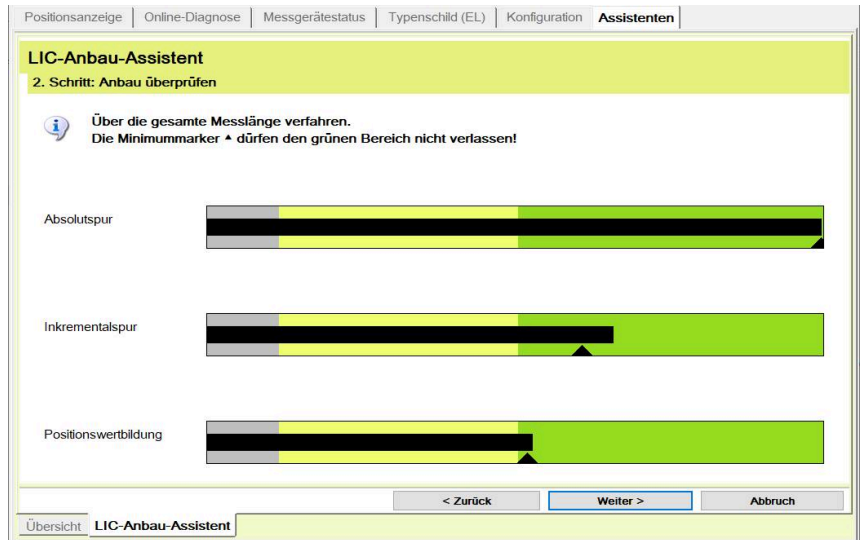 Positionsanzeige Online-Diagnose Messgerätestatus Typenschild (EL) Konfiguration Assistenten
LIC-Anbau-Assistent
2. Schritt: Anbau überprüfen
Über die gesamte Messlänge verfahren.
Die Minimummarker ▲ dürfen den grünen Bereich nicht verlassen!
Absolutspur
Inkrementalspur
Positionswertbildung
< Zurück Weiter > Abbruch
Übersicht LIC-Anbau-Assistent